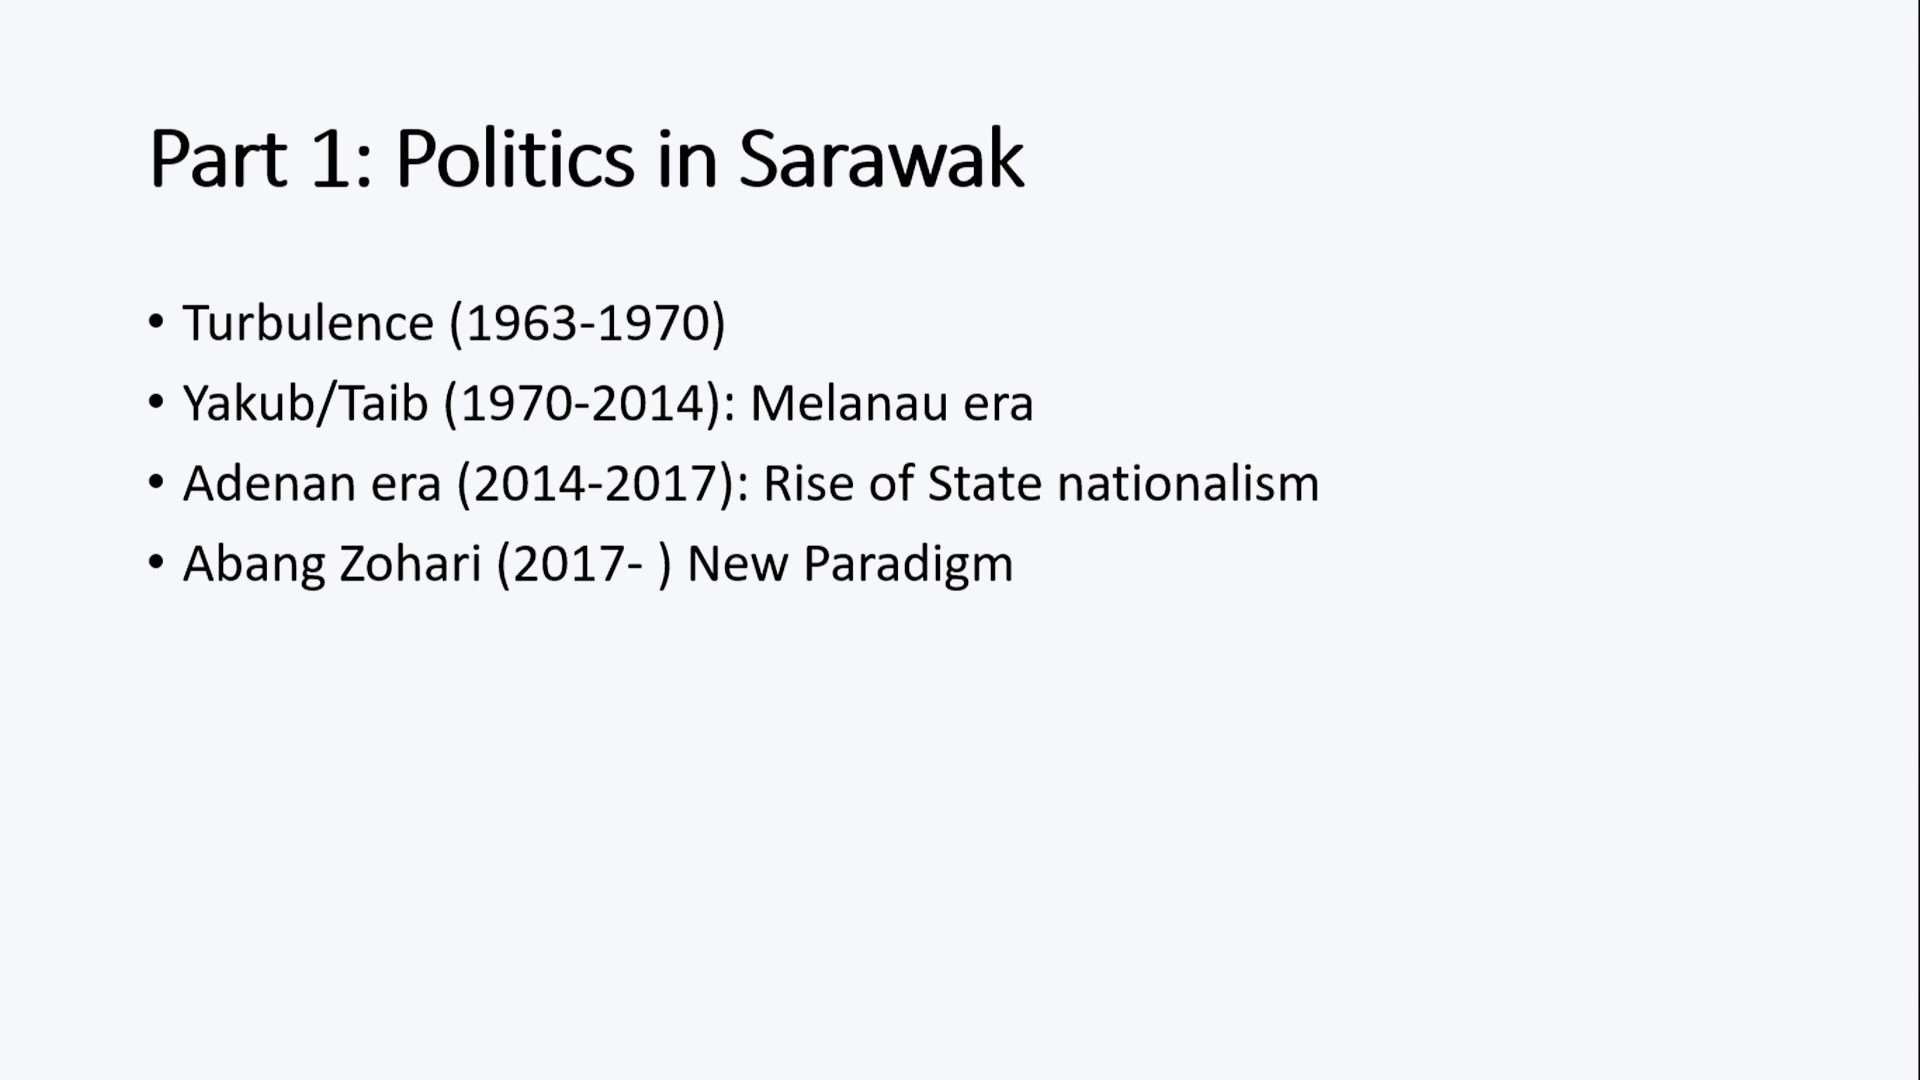 Part 1: Politics in Sarawak
• Turbulence (1963-1970)
• Yakub/Taib (1970-2014): Melanau era
• Adenan era (2014-2017): Rise of State nationalism
• Abang Zohari (2017- ) New Paradigm